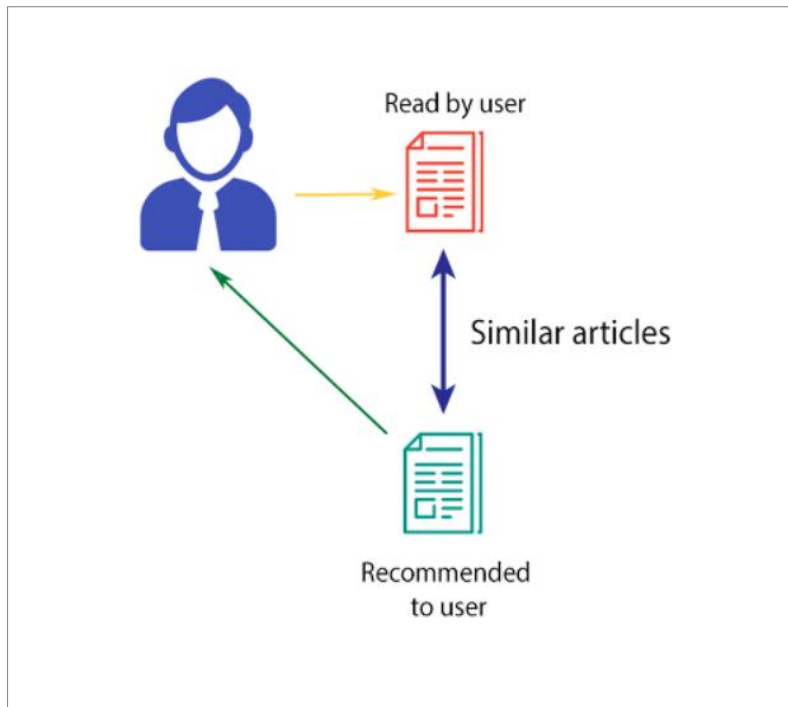 Read by user
Similar articles
Recommended
to user